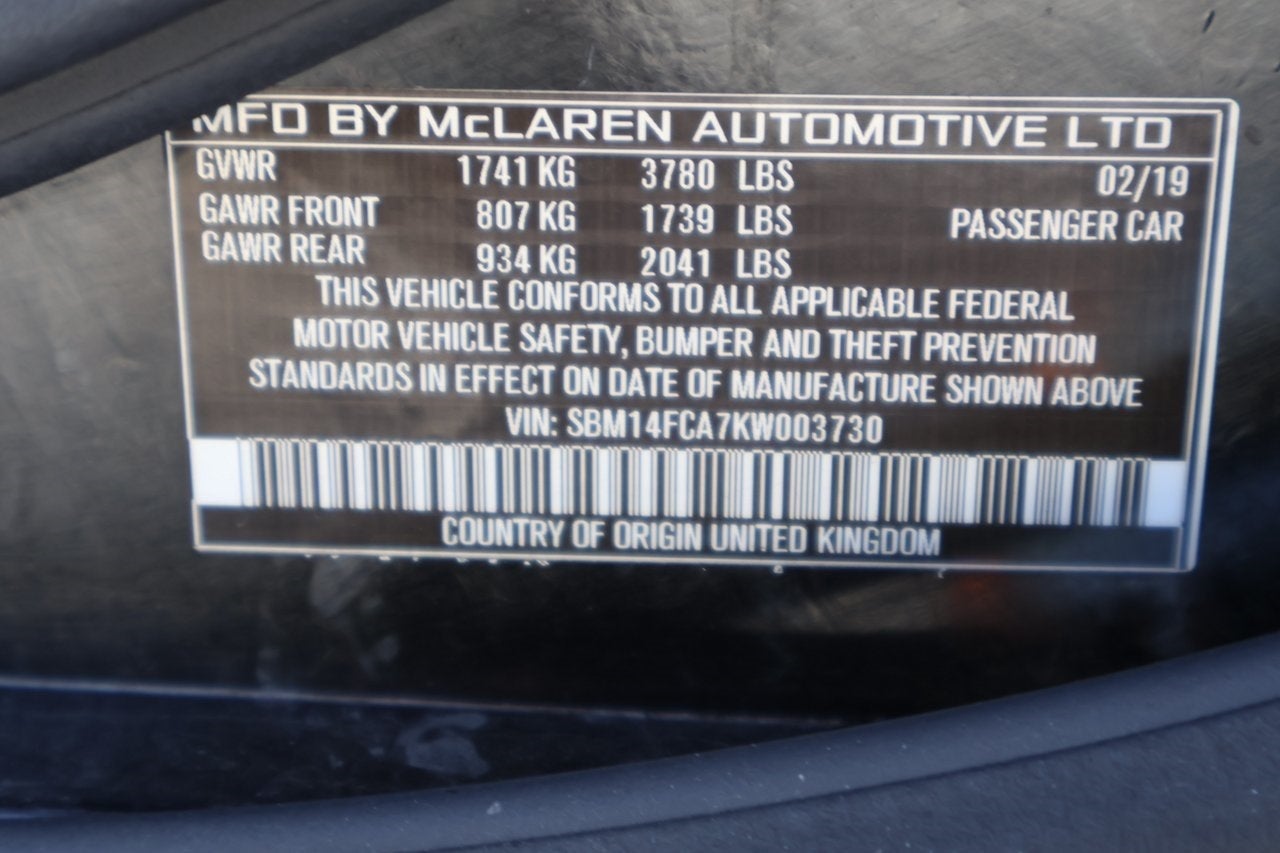 MFD BY McLAREN AUTOMOTIVE LTD
GVWR 1741 KG 3780 LBS 02/19
GAWR FRONT 807 KG 1739 LBS PASSENGER CAR
GAWR REAR 934 KG 2041 LBS
THIS VEHICLE CONFORMS TO ALL APPLICABLE FEDERAL
MOTOR VEHICLE SAFETY, BUMPER AND THEFT PREVENTION
STANDARDS IN EFFECT ON DATE OF MANUFACTURE SHOWN ABOVE
VIN: SBM14FCA7KW003730
COUNTRY OF ORIGIN UNITED KINGDOM